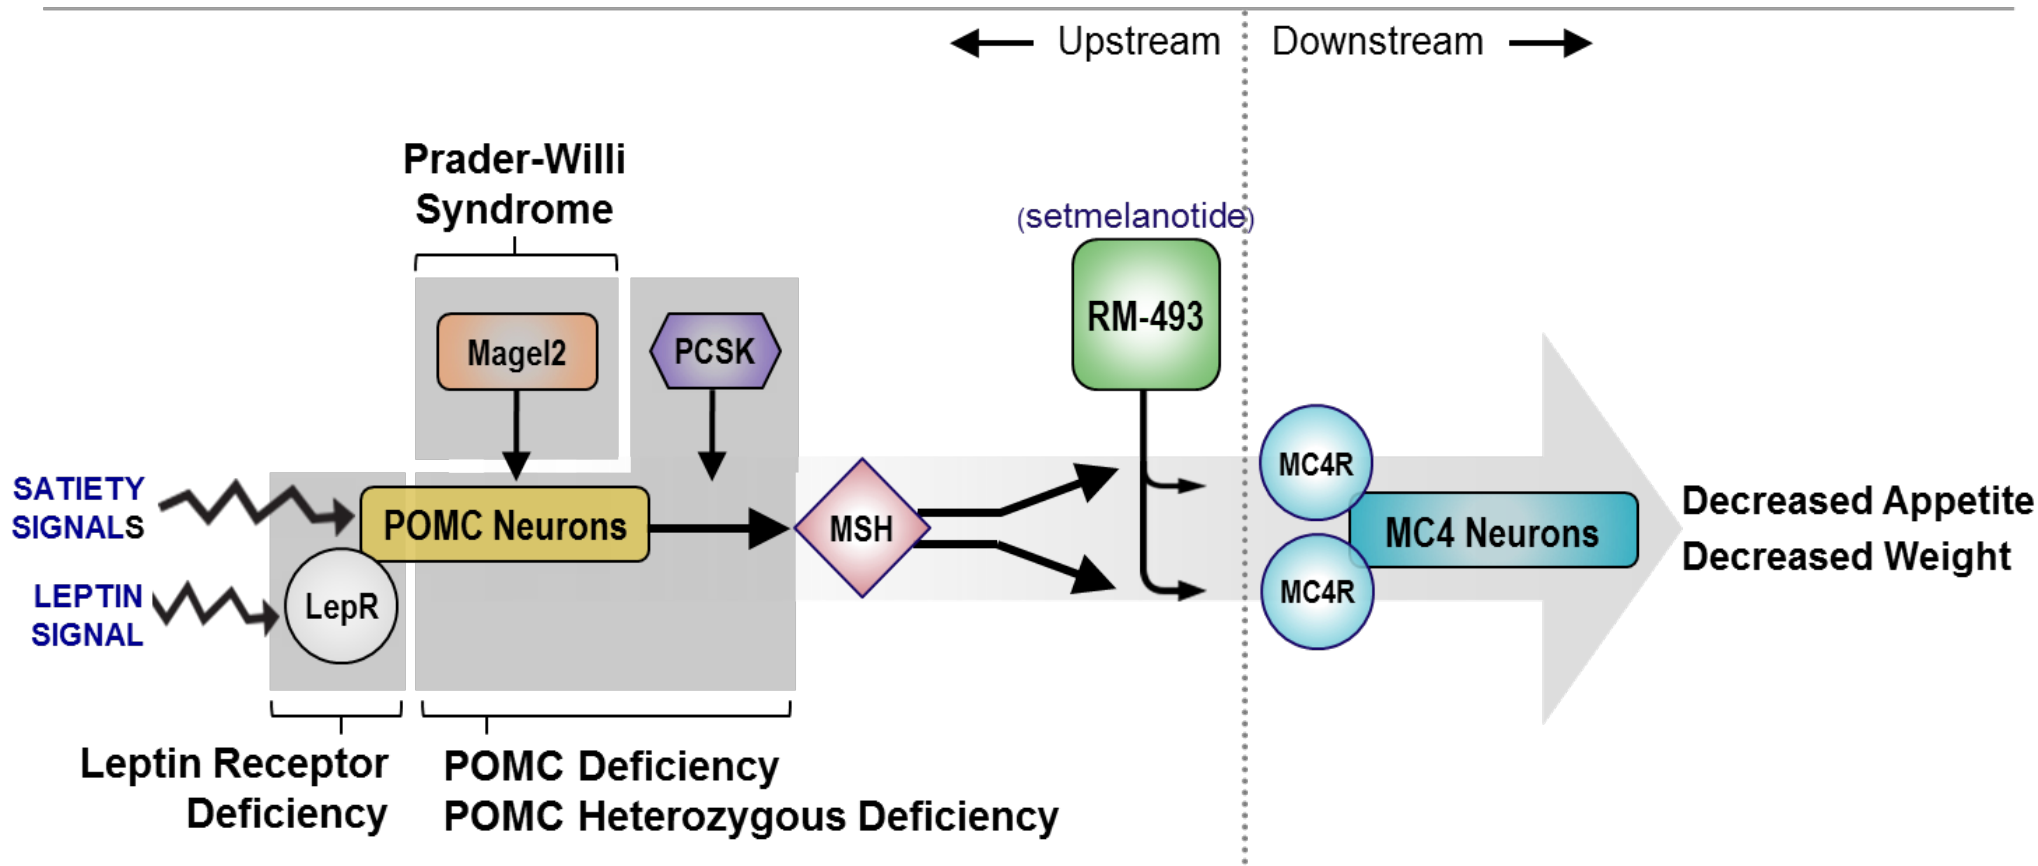 Upstream
Downstream
Prader-Willi
Syndrome
(setmelanotide)
RM-493
Magel2
PCSK
SATIETY
SIGNALS
POMC Neurons
MSH
MC4R
MC4 Neurons
Decreased Appetite
Decreased Weight
LEPTIN
SIGNAL
LepR
MC4R
Leptin Receptor
Deficiency
POMC Deficiency
POMC Heterozygous Deficiency